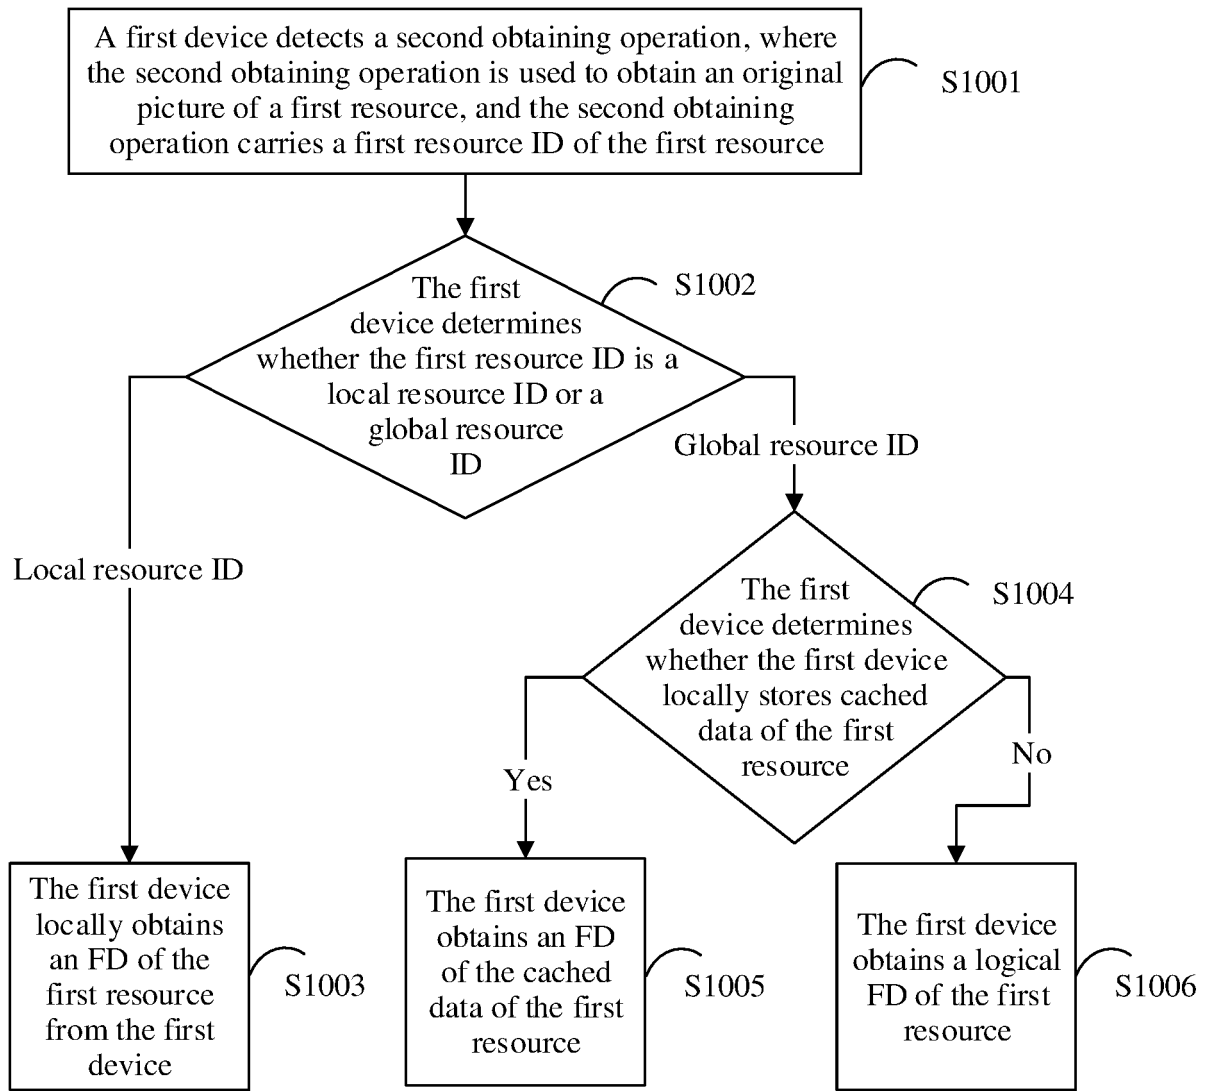 A first device detects a second obtaining operation, where
the second obtaining operation is used to obtain an original
picture of a first resource, and the second obtaining
operation carries a first resource ID of the first resource
S1001
The first
device determines
whether the first resource ID is a
local resource ID or a
global resource
ID
S1002
Global resource ID
Local resource ID
The first
device determines
whether the first device
locally stores cached
data of the first
resource
S1004
Yes
No
The first device
locally obtains
an FD of the
first resource
from the first
device
S1003
The first device
obtains an FD
of the cached
data of the first
resource
S1005
The first device
obtains a logical
FD of the first
resource
S1006